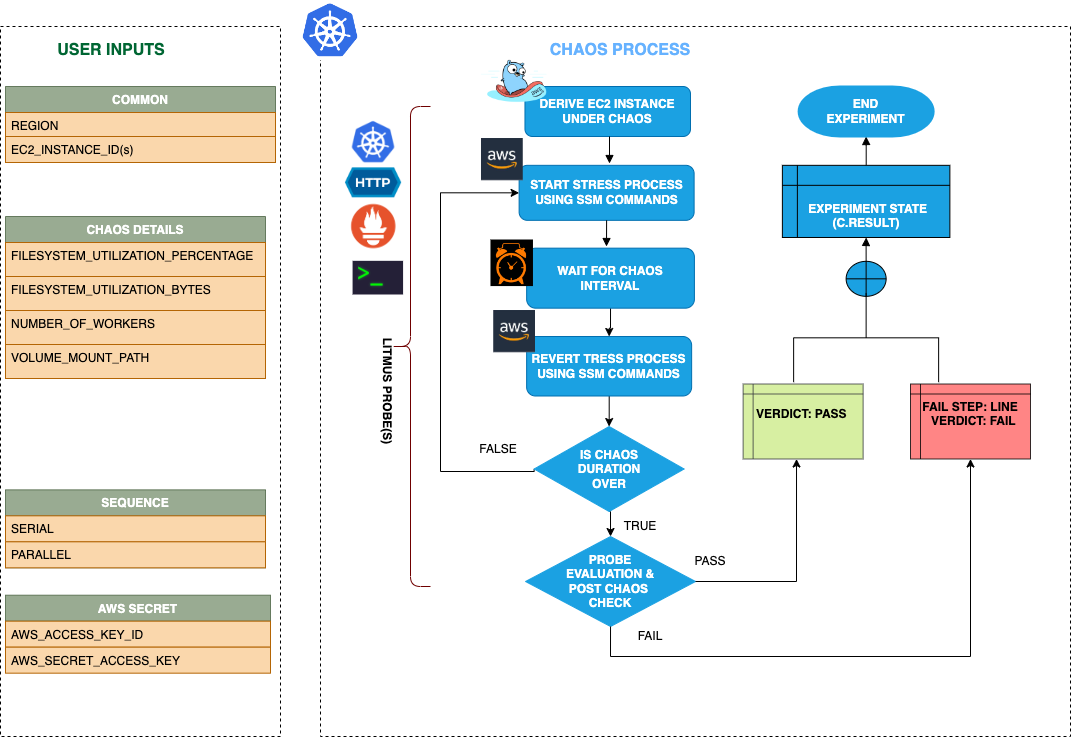 USER INPUTS
COMMON
REGION
EC2_INSTANCE_ID(s)
CHAOS DETAILS
FILESYSTEM_UTILIZATION_PERCENTAGE
FILESYSTEM_UTILIZATION_BYTES
NUMBER_OF_WORKERS
VOLUME_MOUNT_PATH
SEQUENCE
SERIAL
PARALLEL
AWS SECRET
AWS_ACCESS_KEY_ID
AWS_SECRET_ACCESS_KEY
CHAOS PROCESS
HTTP
>_
LITMUS PROBE(S)
DERIVE EC2 INSTANCE
UNDER CHAOS
aws
START STRESS PROCESS
USING SSM COMMANDS
WAIT FOR CHAOS
INTERVAL
aws
REVERT TRESS PROCESS
USING SSM COMMANDS
IS CHAOS
DURATION
OVER
FALSE
TRUE
PROBE
EVALUATION &
POST CHAOS
CHECK
PASS
FAIL
END
EXPERIMENT
EXPERIMENT STATE
(C.RESULT)
VERDICT: PASS
FAIL STEP: LINE
VERDICT: FAIL